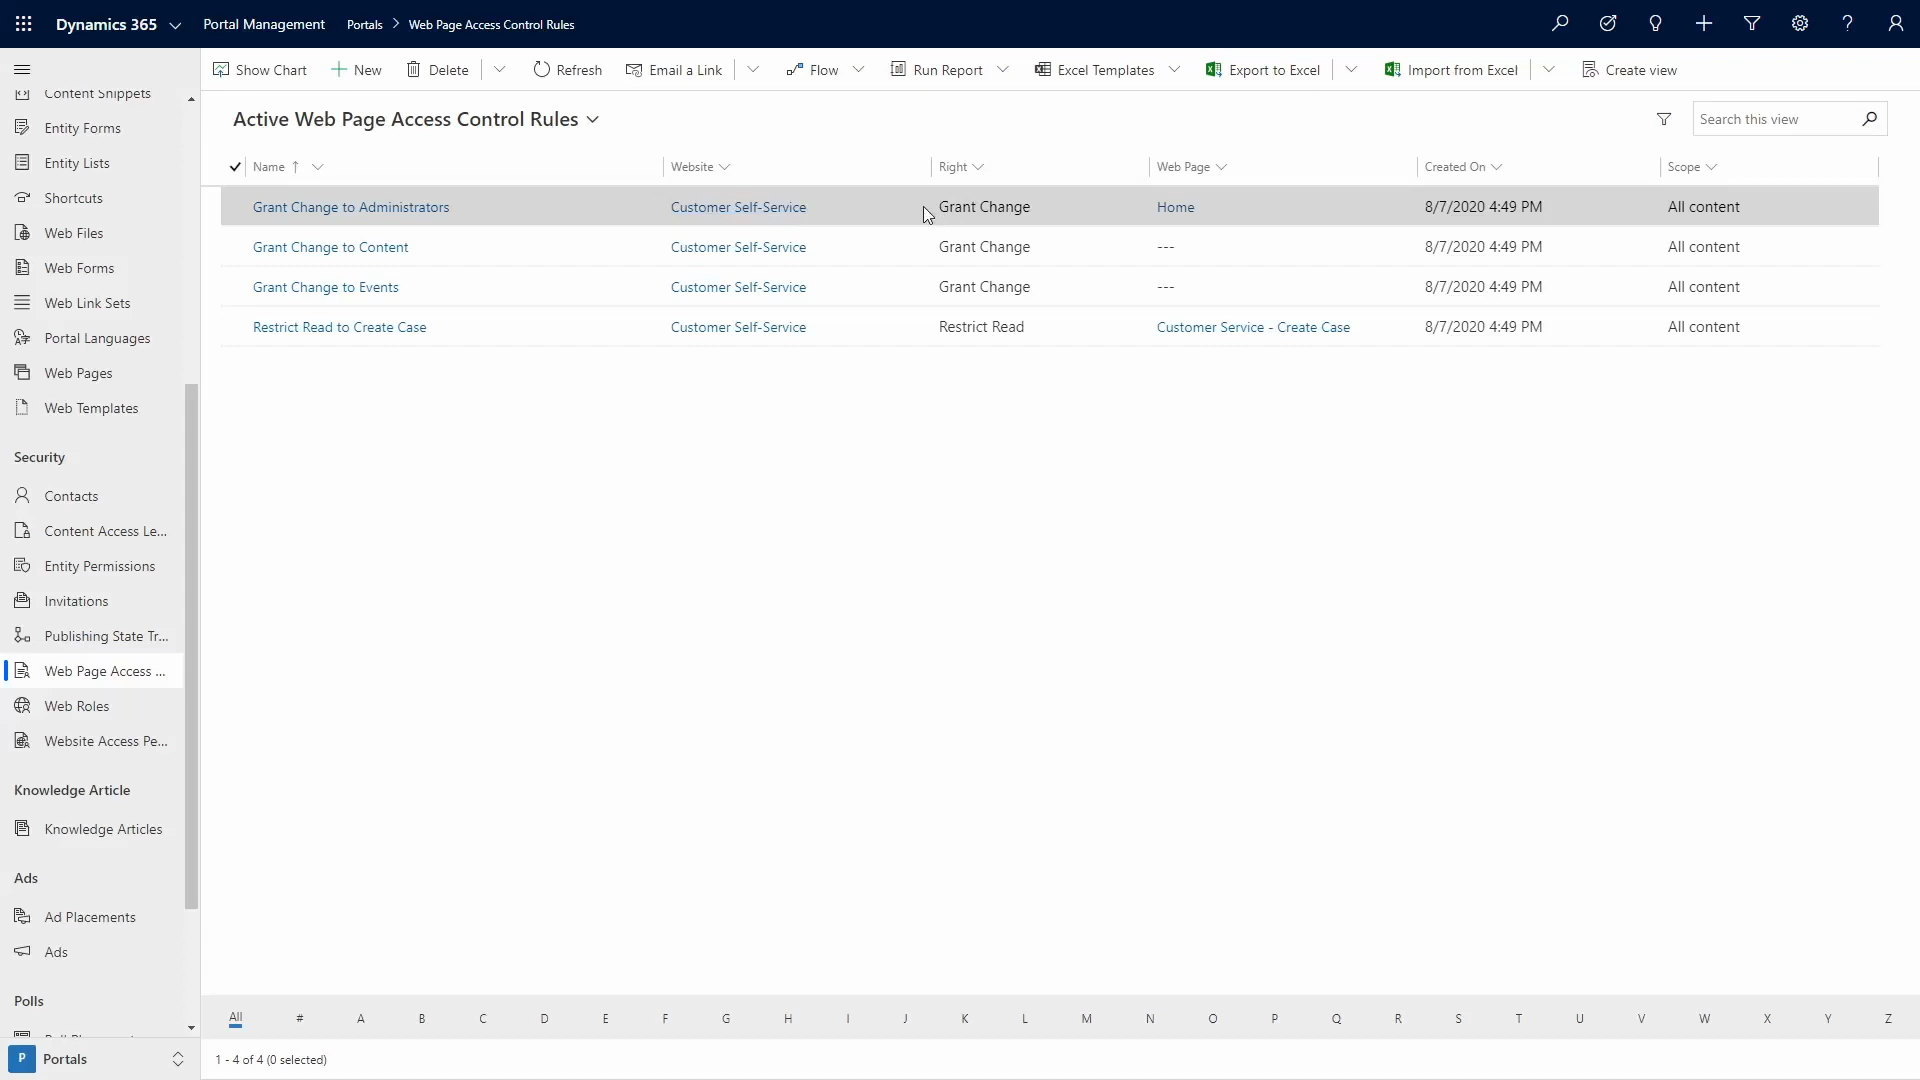 Dynamics 365 Portal Management Portals > Web Page Access Control Rules
Show Chart New Delete Refresh Email a Link Flow Run Report Excel Templates Export to Excel Import from Excel Create view
Content Snippets
Entity Forms
Entity Lists
Shortcuts
Web Files
Web Forms
Web Link Sets
Portal Languages
Web Pages
Web Templates
Security
Contacts
Content Access Le...
Entity Permissions
Invitations
Publishing State Tr...
Web Page Access ...
Web Roles
Website Access Pe...
Knowledge Article
Knowledge Articles
Ads
Ad Placements
Ads
Polls
P Portals
Active Web Page Access Control Rules
Search this view
Name ↑ Website Right Web Page Created On Scope
Grant Change to Administrators Customer Self-Service Grant Change Home 8/7/2020 4:49 PM All content
Grant Change to Content Customer Self-Service Grant Change --- 8/7/2020 4:49 PM All content
Grant Change to Events Customer Self-Service Grant Change --- 8/7/2020 4:49 PM All content
Restrict Read to Create Case Customer Self-Service Restrict Read Customer Service - Create Case 8/7/2020 4:49 PM All content
All # A B C D E F G H I J K L M N O P Q R S T U V W X Y Z
1 - 4 of 4 (0 selected)